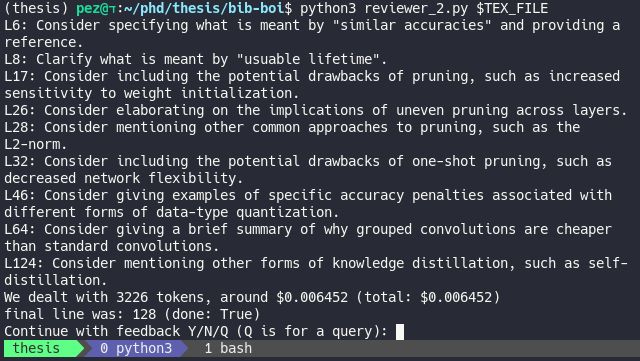 (thesis) pez@┬:~/phd/thesis/bib-boi$ python3 reviewer_2.py $TEX_FILE
L6: Consider specifying what is meant by "similar accuracies" and providing a
reference.
L8: Clarify what is meant by "usuable lifetime".
L17: Consider including the potential drawbacks of pruning, such as increased
sensitivity to weight initialization.
L26: Consider elaborating on the implications of uneven pruning across layers.
L28: Consider mentioning other common approaches to pruning, such as the
L2-norm.
L32: Consider including the potential drawbacks of one-shot pruning, such as
decreased network flexibility.
L46: Consider giving examples of specific accuracy penalties associated with
different forms of data-type quantization.
L64: Consider giving a brief summary of why grouped convolutions are cheaper
than standard convolutions.
L124: Consider mentioning other forms of knowledge distillation, such as self-
distillation.
We dealt with 3226 tokens, around $0.006452 (total: $0.006452)
final line was: 128 (done: True)
Continue with feedback Y/N/Q (Q is for a query):
thesis 0 python3 1 bash